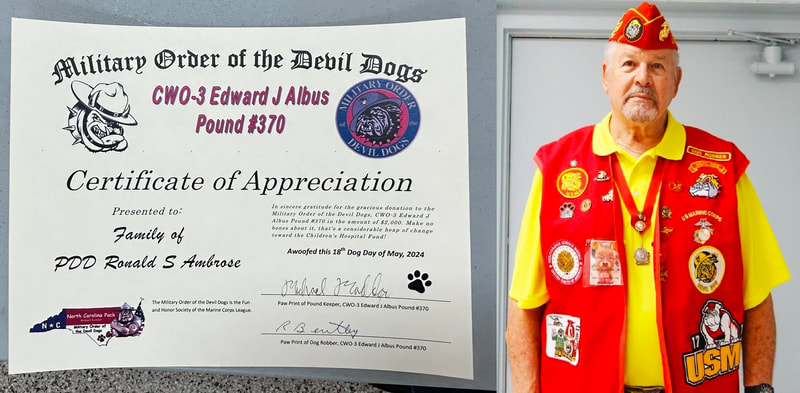 Military Order of the Devil Dogs
CWO-3 Edward J Albus
Pound #370
MILITARY ORDER
of the
DEVIL DOGS
Certificate of Appreciation
Presented to:
Family of
PDD Ronald S Ambrose
In sincere gratitude for the gracious donation to the
Military Order of the Devil Dogs, CWO-3 Edward J
Albus Pound #370 in the amount of $2,000. Make no
bones about it, that's a considerable heap of change
toward the Children's Hospital Fund!
Awoofed this 18th Dog Day of May, 2024
The Military Order of the Devil Dogs is the Fun
and Honor Society of the Marine Corps League.
Paw Print of Pound Keeper, CWO-3 Edward J Albus Pound #370
R Bentley
Paw Print of Dog Robber, CWO-3 Edward J Albus Pound #370
N C
North Carolina Pack
Military Order of
the Devil Dogs
DOG ROBBER
U S MARINE CORPS
75
17
USM